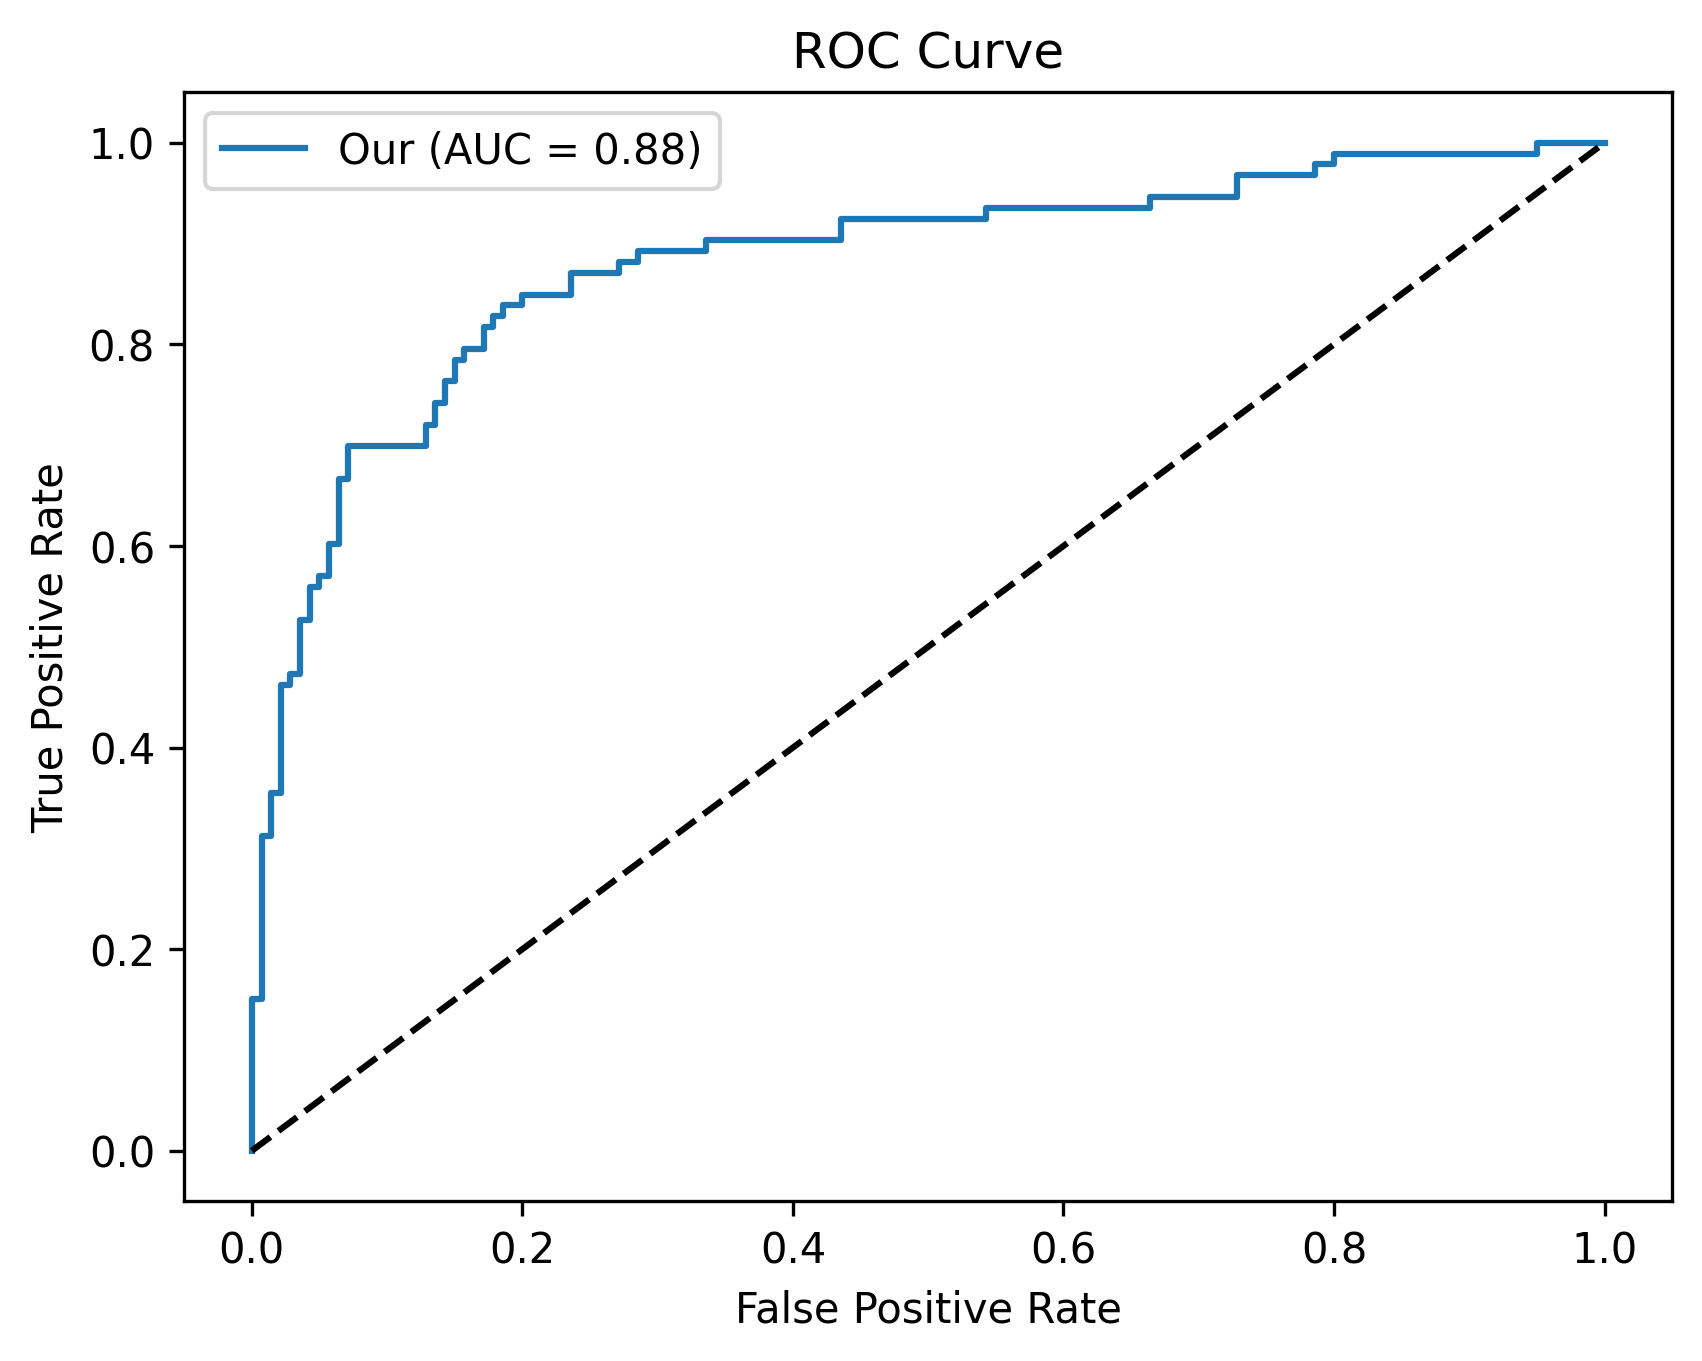 ROC Curve
Our (AUC = 0.88)
1.0
0.8
0.6
0.4
0.2
0.0
True Positive Rate
0.0 0.2 0.4 0.6 0.8 1.0
False Positive Rate